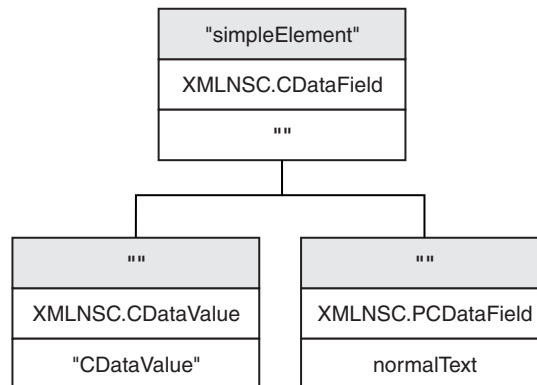 "simpleElement"
XMLNSC.CDataField
""
""
XMLNSC.CDataValue
"CDataValue"
""
XMLNSC.PCDataField
normalText